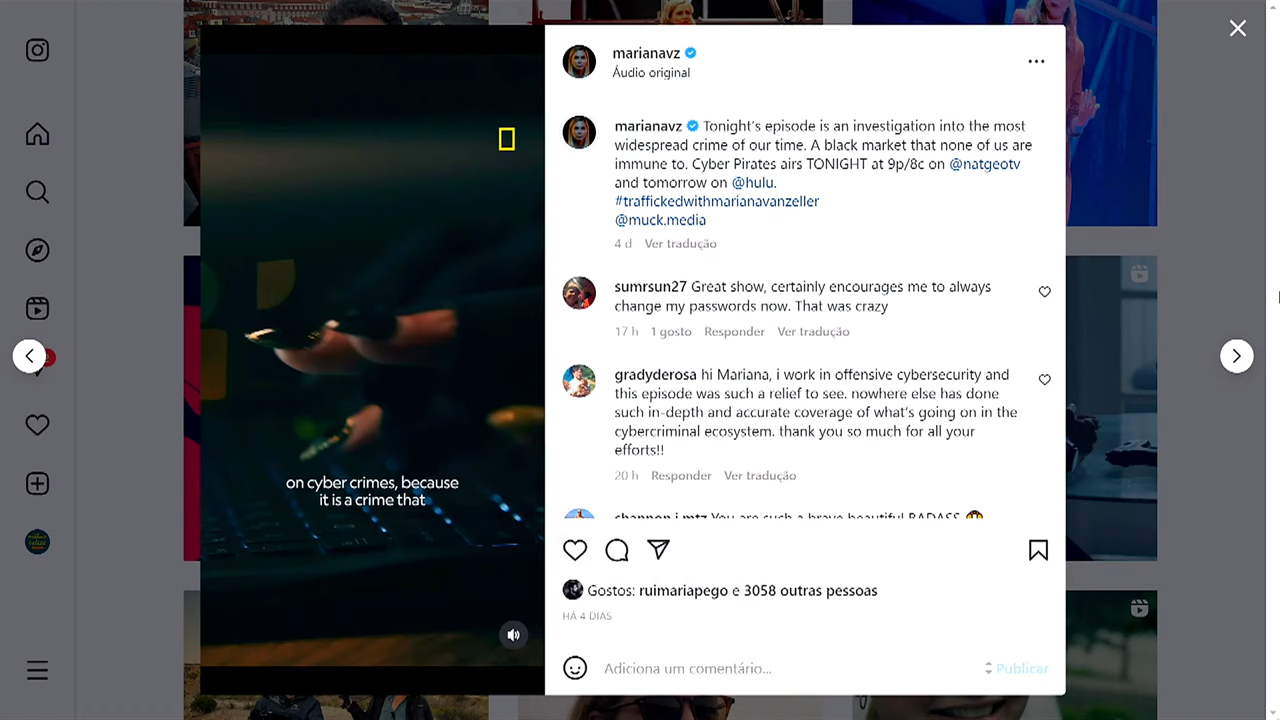 marianavz
Áudio original
marianavz Tonight's episode is an investigation into the most
widespread crime of our time. A black market that none of us are
immune to. Cyber Pirates airs TONIGHT at 9p/8c on @natgeotv
and tomorrow on @hulu.
#traffickedwithmarianavanzeller
@muck.media
4 d Ver tradução
sumrsun27 Great show, certainly encourages me to always
change my passwords now. That was crazy
17 h 1 gosto Responder Ver tradução
gradyderosa hi Mariana, i work in offensive cybersecurity and
this episode was such a relief to see. nowhere else has done
such in-depth and accurate coverage of what's going on in the
cybercriminal ecosystem. thank you so much for all your
efforts!!
20 h Responder Ver tradução
You are such a brave beautiful BADASS
on cyber crimes, because
it is a crime that
Gostos: ruimariapego e 3058 outras pessoas
HÁ 4 DIAS
Adiciona um comentário...
Publicar